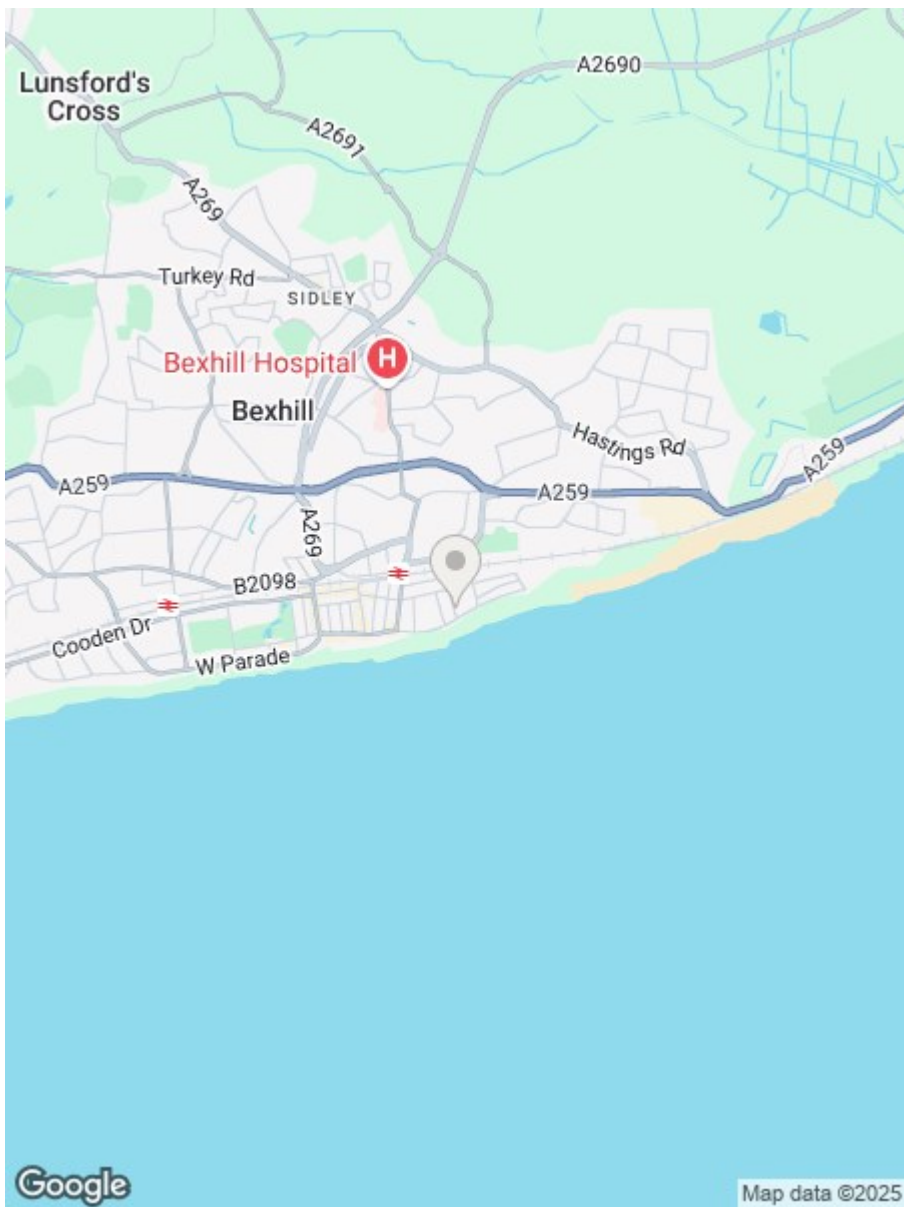 A2690
Lunsford's
Cross
A2691
A269
Turkey Rd
SIDLEY
Bexhill Hospital
H
Bexhill
Hastings Rd
A259
A259
A259
A269
B2098
Cooden Dr
W Parade
Google
Map data ©2025